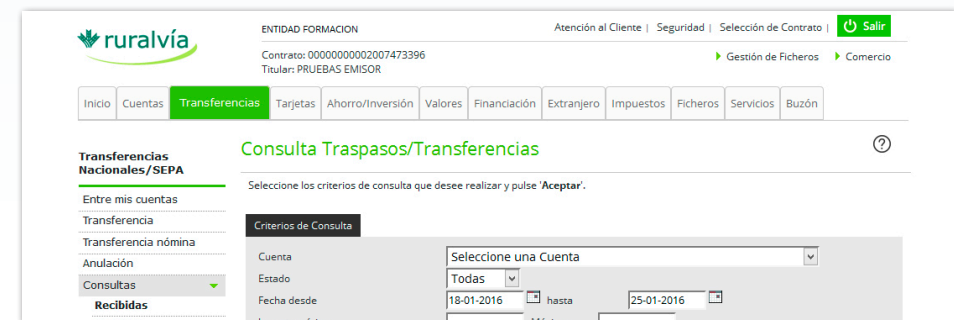 ruralvía
ENTIDAD FORMACION
Atención al Cliente | Seguridad | Selección de Contrato | Salir
Contrato: 00000000002007473396
Titular: PRUEBAS EMISOR
Gestión de Ficheros Comercio
Inicio Cuentas Transferencias Tarjetas Ahorro/Inversión Valores Financiación Extranjero Impuestos Ficheros Servicios Buzón
Transferencias
Nacionales/SEPA
Entre mis cuentas
Transferencia
Transferencia nómina
Anulación
Consultas
Recibidas
Consulta Traspasos/Transferencias
?
Seleccione los criterios de consulta que desee realizar y pulse 'Aceptar'.
Criterios de Consulta
Cuenta Seleccione una Cuenta
Estado Todas
Fecha desde 18-01-2016 hasta 25-01-2016